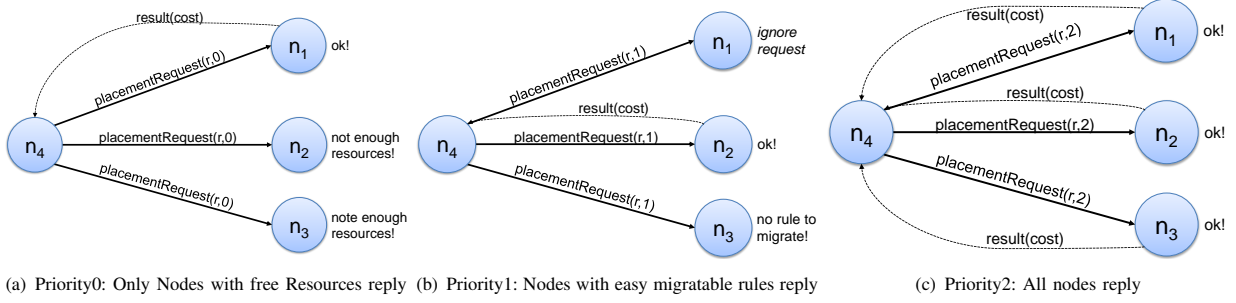 result(cost)
n1
ok!
placementRequest(r,0)
n4
placementRequest(r,0)
n2
not enough
resources!
placementRequest(r,0)
n3
note enough
resources!
(a) Priority0: Only Nodes with free Resources reply
n1
ignore
request
placementRequest(r,1)
result(cost)
n4
placementRequest(r,1)
n2
ok!
placementRequest(r,1)
n3
no rule to
migrate!
(b) Priority1: Nodes with easy migratable rules reply
result(cost)
n1
ok!
placementRequest(r,2)
result(cost)
n4
placementRequest(r,2)
n2
ok!
placementRequest(r,2)
n3
ok!
result(cost)
(c) Priority2: All nodes reply